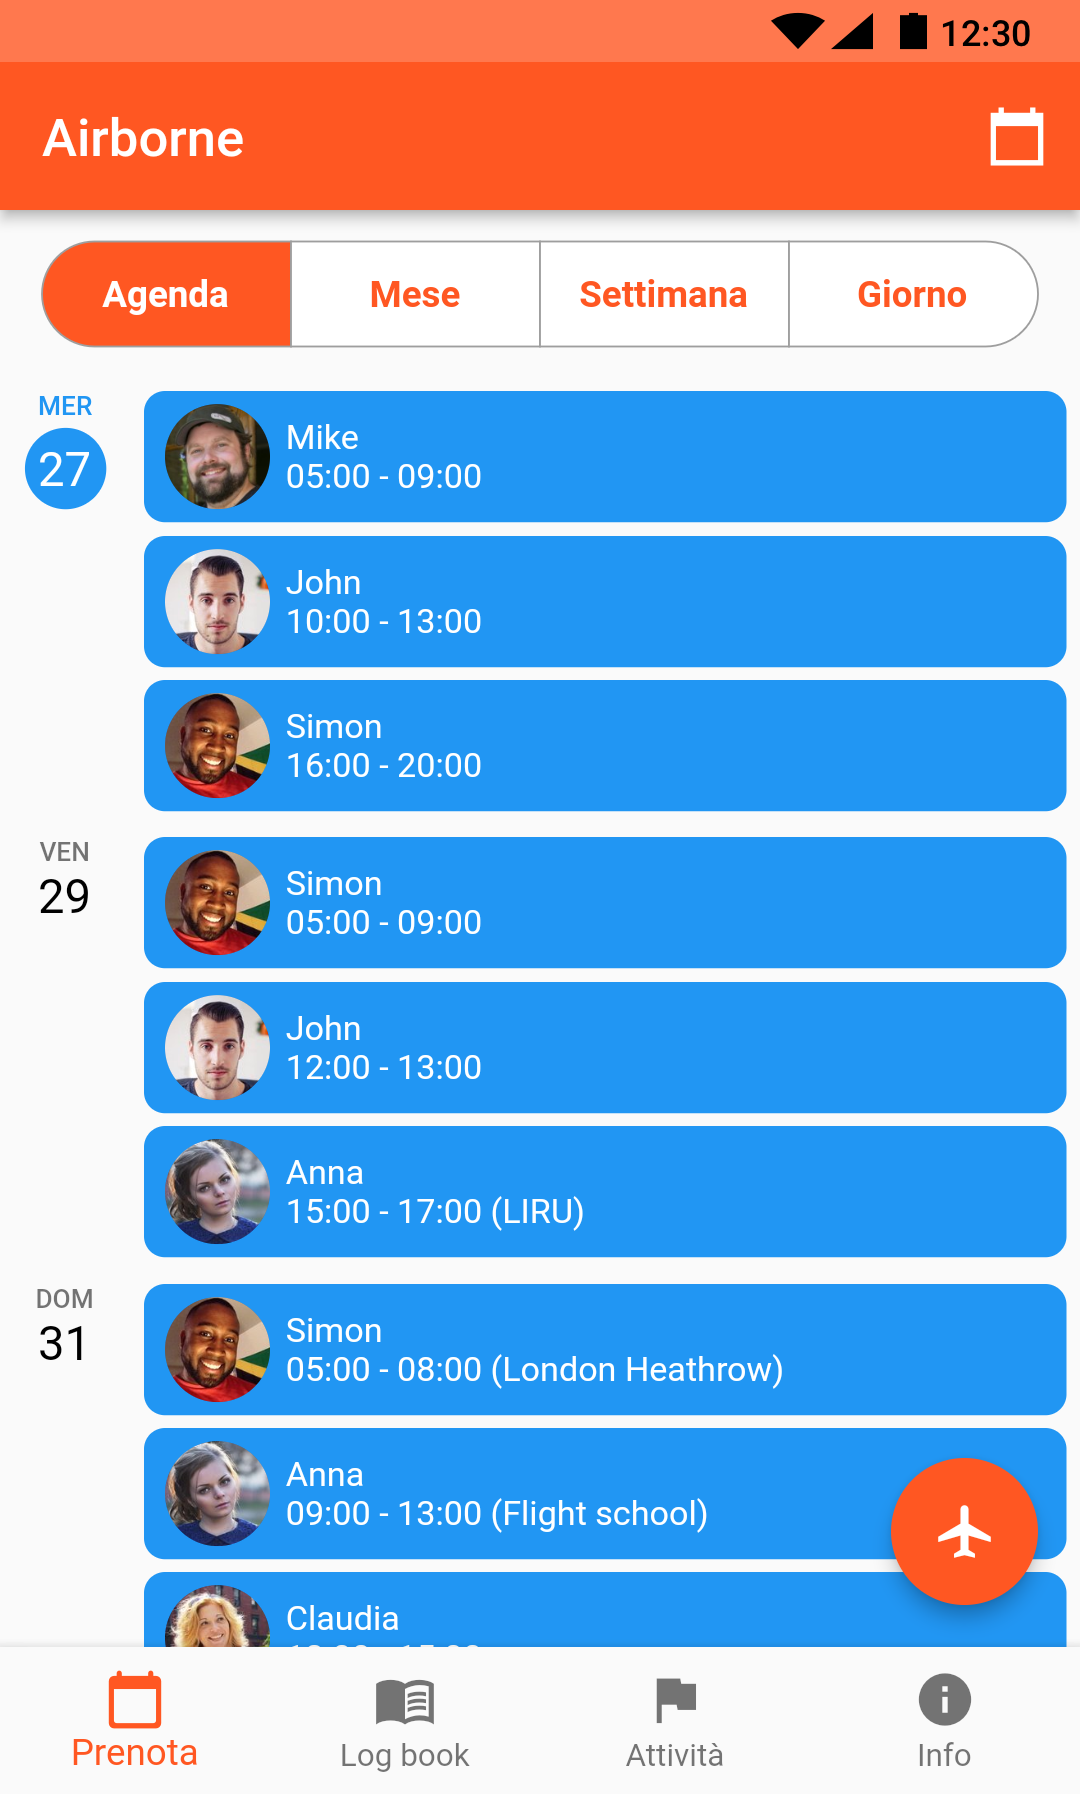 12:30
Airborne
Agenda Mese Settimana Giorno
MER
27
Mike
05:00 - 09:00
John
10:00 - 13:00
Simon
16:00 - 20:00
VEN
29
Simon
05:00 - 09:00
John
12:00 - 13:00
Anna
15:00 - 17:00 (LIRU)
DOM
31
Simon
05:00 - 08:00 (London Heathrow)
Anna
09:00 - 13:00 (Flight school)
Claudia
Prenota Log book Attività Info